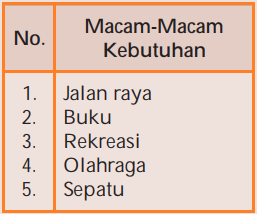 No. Macam-Macam
Kebutuhan
1. Jalan raya
2. Buku
3. Rekreasi
4. Olahraga
5. Sepatu